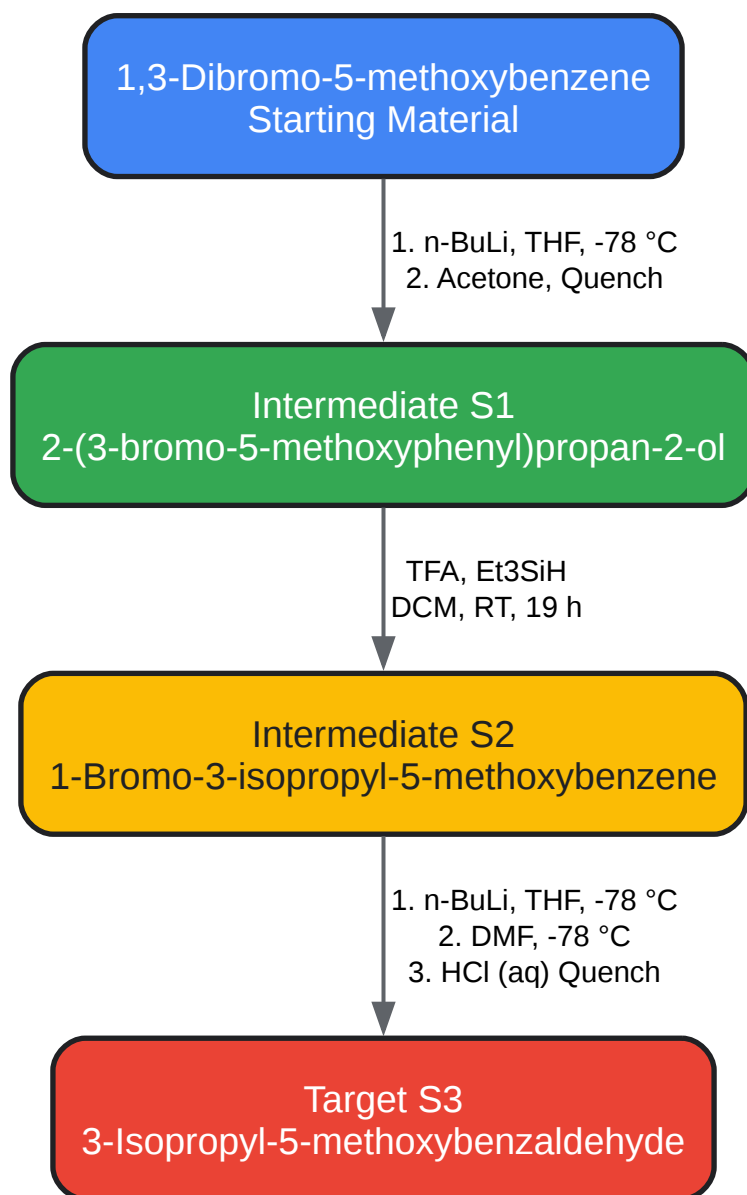 1,3-Dibromo-5-methoxybenzene
Starting Material
1. n-BuLi, THF, -78 °C
2. Acetone, Quench
Intermediate S1
2-(3-bromo-5-methoxyphenyl)propan-2-ol
TFA, Et3SiH
DCM, RT, 19 h
Intermediate S2
1-Bromo-3-isopropyl-5-methoxybenzene
1. n-BuLi, THF, -78 °C
2. DMF, -78 °C
3. HCl (aq) Quench
Target S3
3-Isopropyl-5-methoxybenzaldehyde